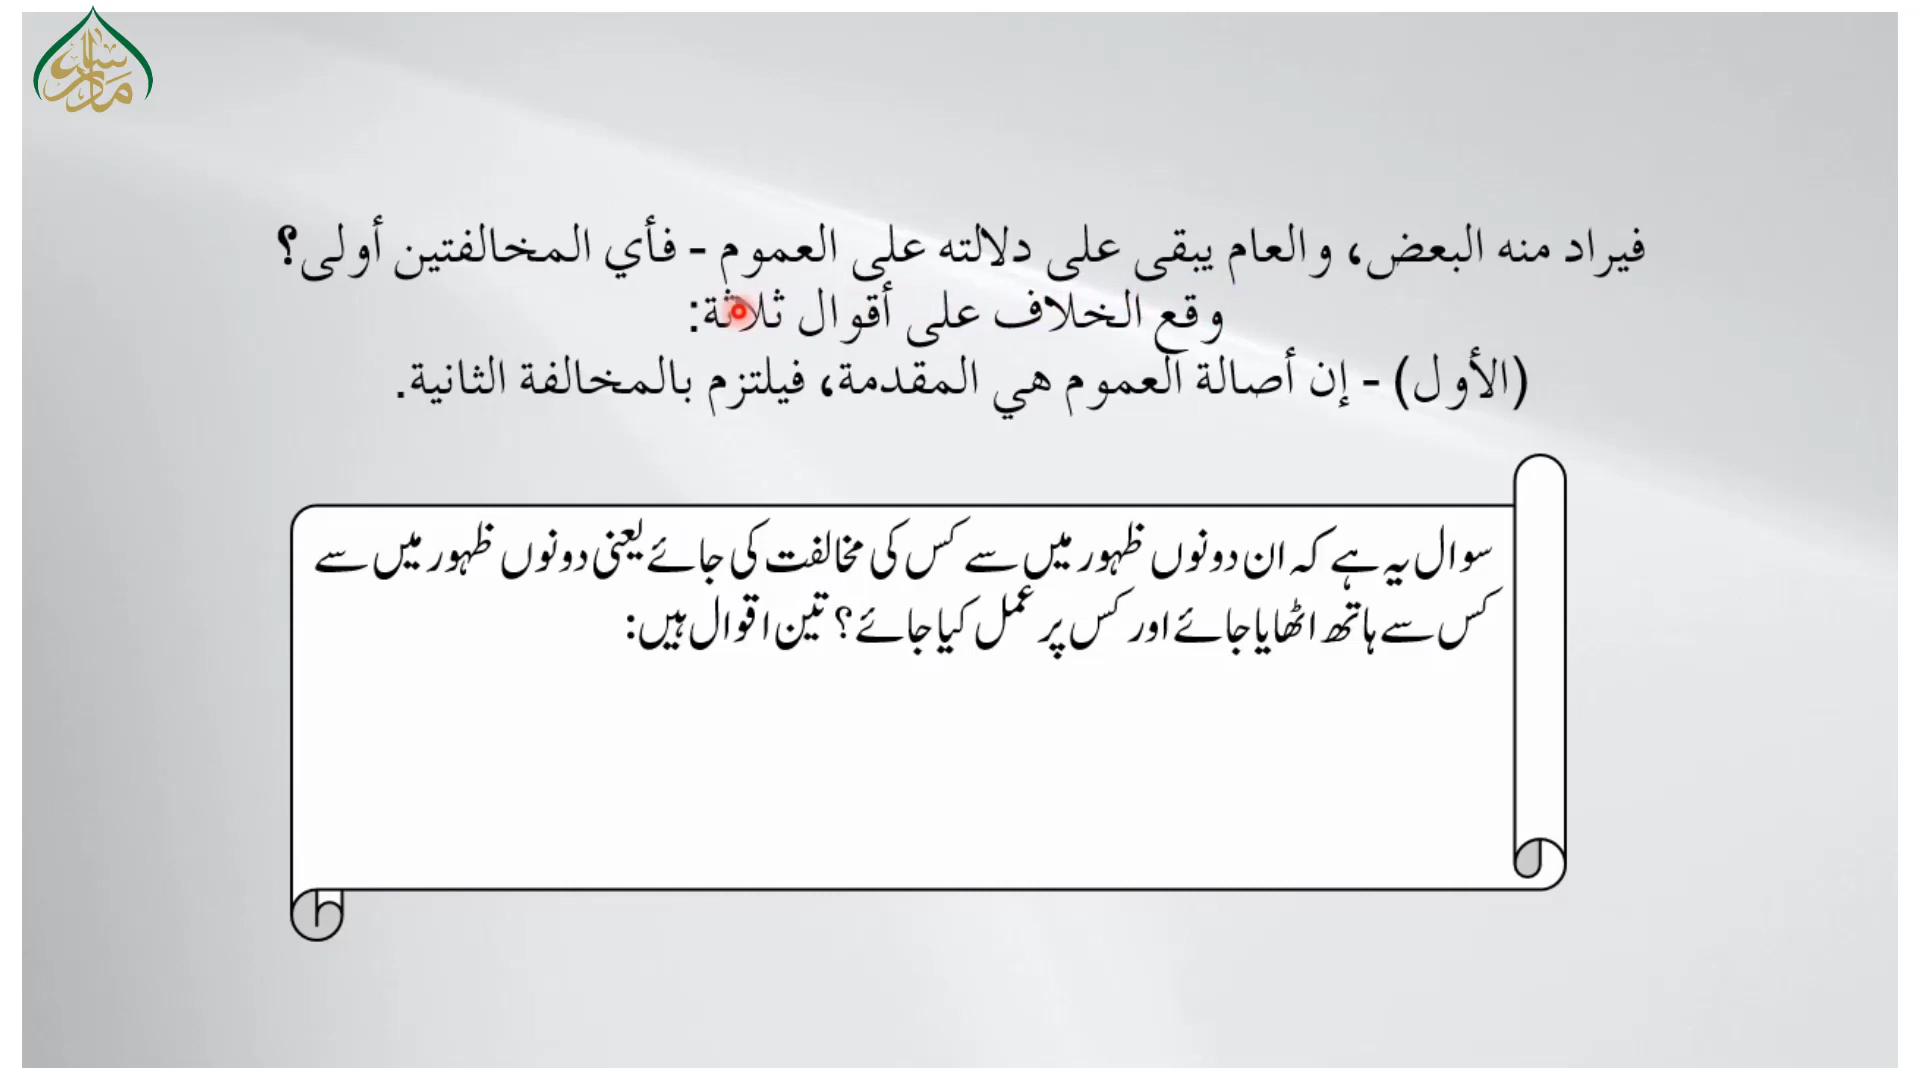 فيراد منه البعض، والعام يبقى على دلالته على العموم - فأي المخالفتين أولى؟
وقع الخلاف على أقوال ثلاثة:
(الأول) - إن أصالة العموم هي المقدمة، فيلتزم بالمخالفة الثانية.
سوال یہ ہے کہ ان دونوں ظہور میں سے کس کی مخالفت کی جائے یعنی دونوں ظہور میں سے
کس سے ہاتھ اٹھایا جائے اور کس پر عمل کیا جائے؟ تین اقوال ہیں: